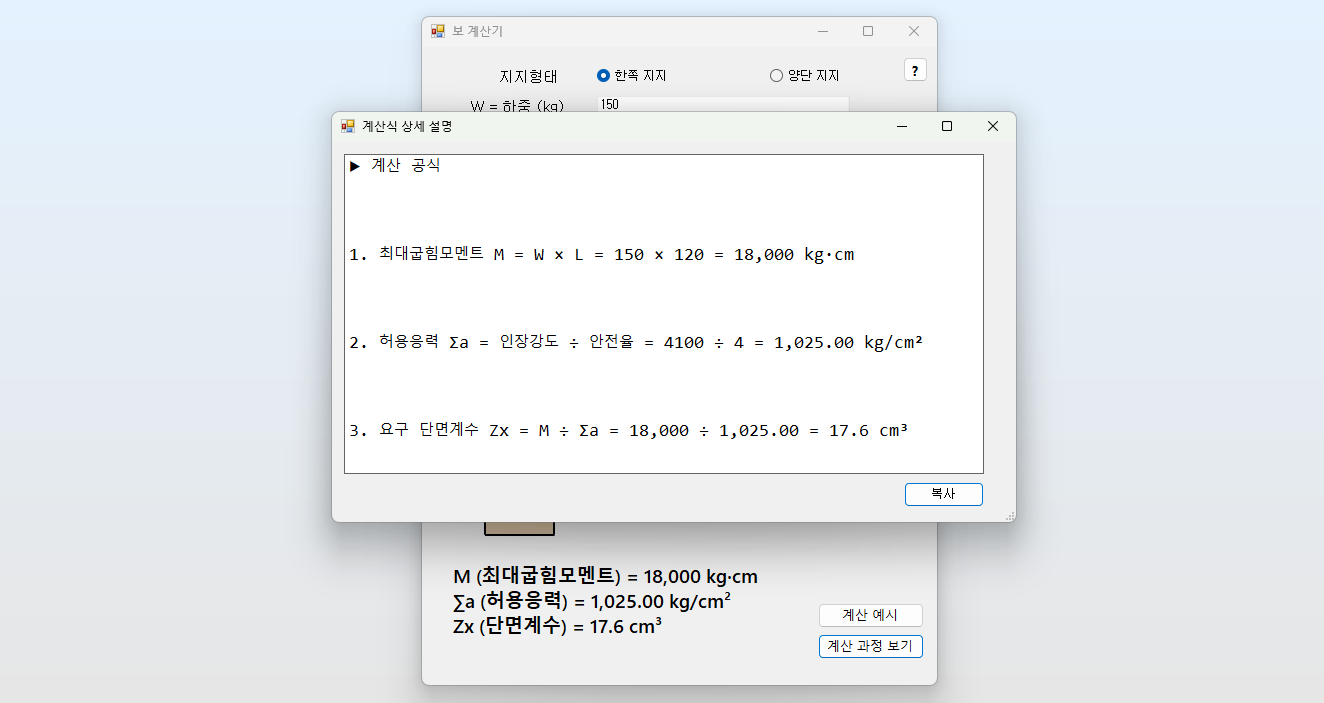 보 계산기
지지형태
한쪽 지지
양단 지지
?
W = 하중 (kg)
150
계산식 상세 설명
▶ 계산 공식
1. 최대굽힘모멘트 M = W × L = 150 × 120 = 18,000 kg·cm
2. 허용응력 Σa = 인장강도 ÷ 안전율 = 4100 ÷ 4 = 1,025.00 kg/cm²
3. 요구 단면계수 Zx = M ÷ Σa = 18,000 ÷ 1,025.00 = 17.6 cm³
복사
M (최대굽힘모멘트) = 18,000 kg·cm
∑a (허용응력) = 1,025.00 kg/cm²
Zx (단면계수) = 17.6 cm³
계산 예시
계산 과정 보기